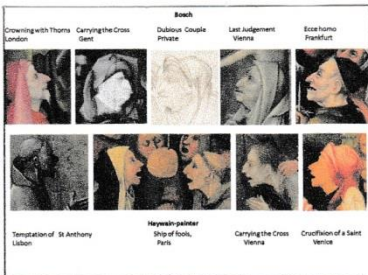 Bosch
Crowning with Thorns
London
Carrying the Cross
Gent
Dubious Couple
Private
Last Judgement
Vienna
Ecce homo
Frankfurt
Haywain-painter
Temptation of St Anthony
Lisbon
Ship of fools,
Paris
Carrying the Cross
Vienna
Crucifixion of a Saint
Venice